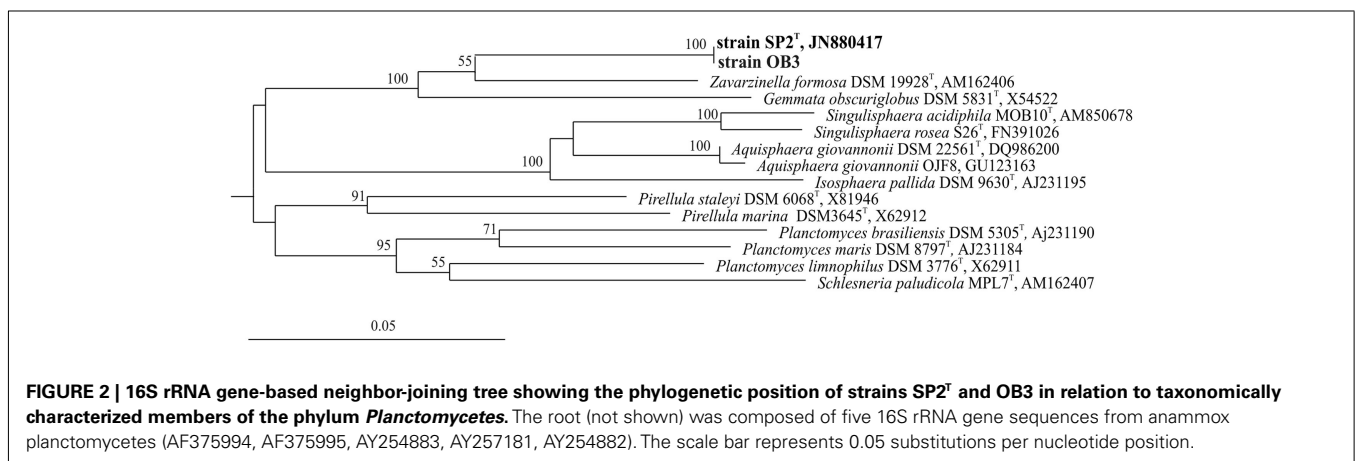 100 strain SP2ᵀ, JN880417
55 strain OB3
100 Zavarzinella formosa DSM 19928ᵀ, AM162406
Gemmata obscuriglobus DSM 5831ᵀ, X54522
100 Singulisphaera acidiphila MOB10ᵀ, AM850678
Singulisphaera rosea S26ᵀ, FN391026
100 Aquisphaera giovannonii DSM 22561ᵀ, DQ986200
100 Aquisphaera giovannonii OJF8, GU123163
Isosphaera pallida DSM 9630ᵀ, AJ231195
91 Pirellula staleyi DSM 6068ᵀ, X81946
Pirellula marina DSM3645ᵀ, X62912
71 Planctomyces brasiliensis DSM 5305ᵀ, Aj231190
95 Planctomyces maris DSM 8797ᵀ, AJ231184
55 Planctomyces limnophilus DSM 3776ᵀ, X62911
Schlesneria paludicola MPL7ᵀ, AM162407
0.05
FIGURE 2 | 16S rRNA gene-based neighbor-joining tree showing the phylogenetic position of strains SP2ᵀ and OB3 in relation to taxonomically
characterized members of the phylum Planctomycetes. The root (not shown) was composed of five 16S rRNA gene sequences from anammox
planctomycetes (AF375994, AF375995, AY254883, AY257181, AY254882). The scale bar represents 0.05 substitutions per nucleotide position.